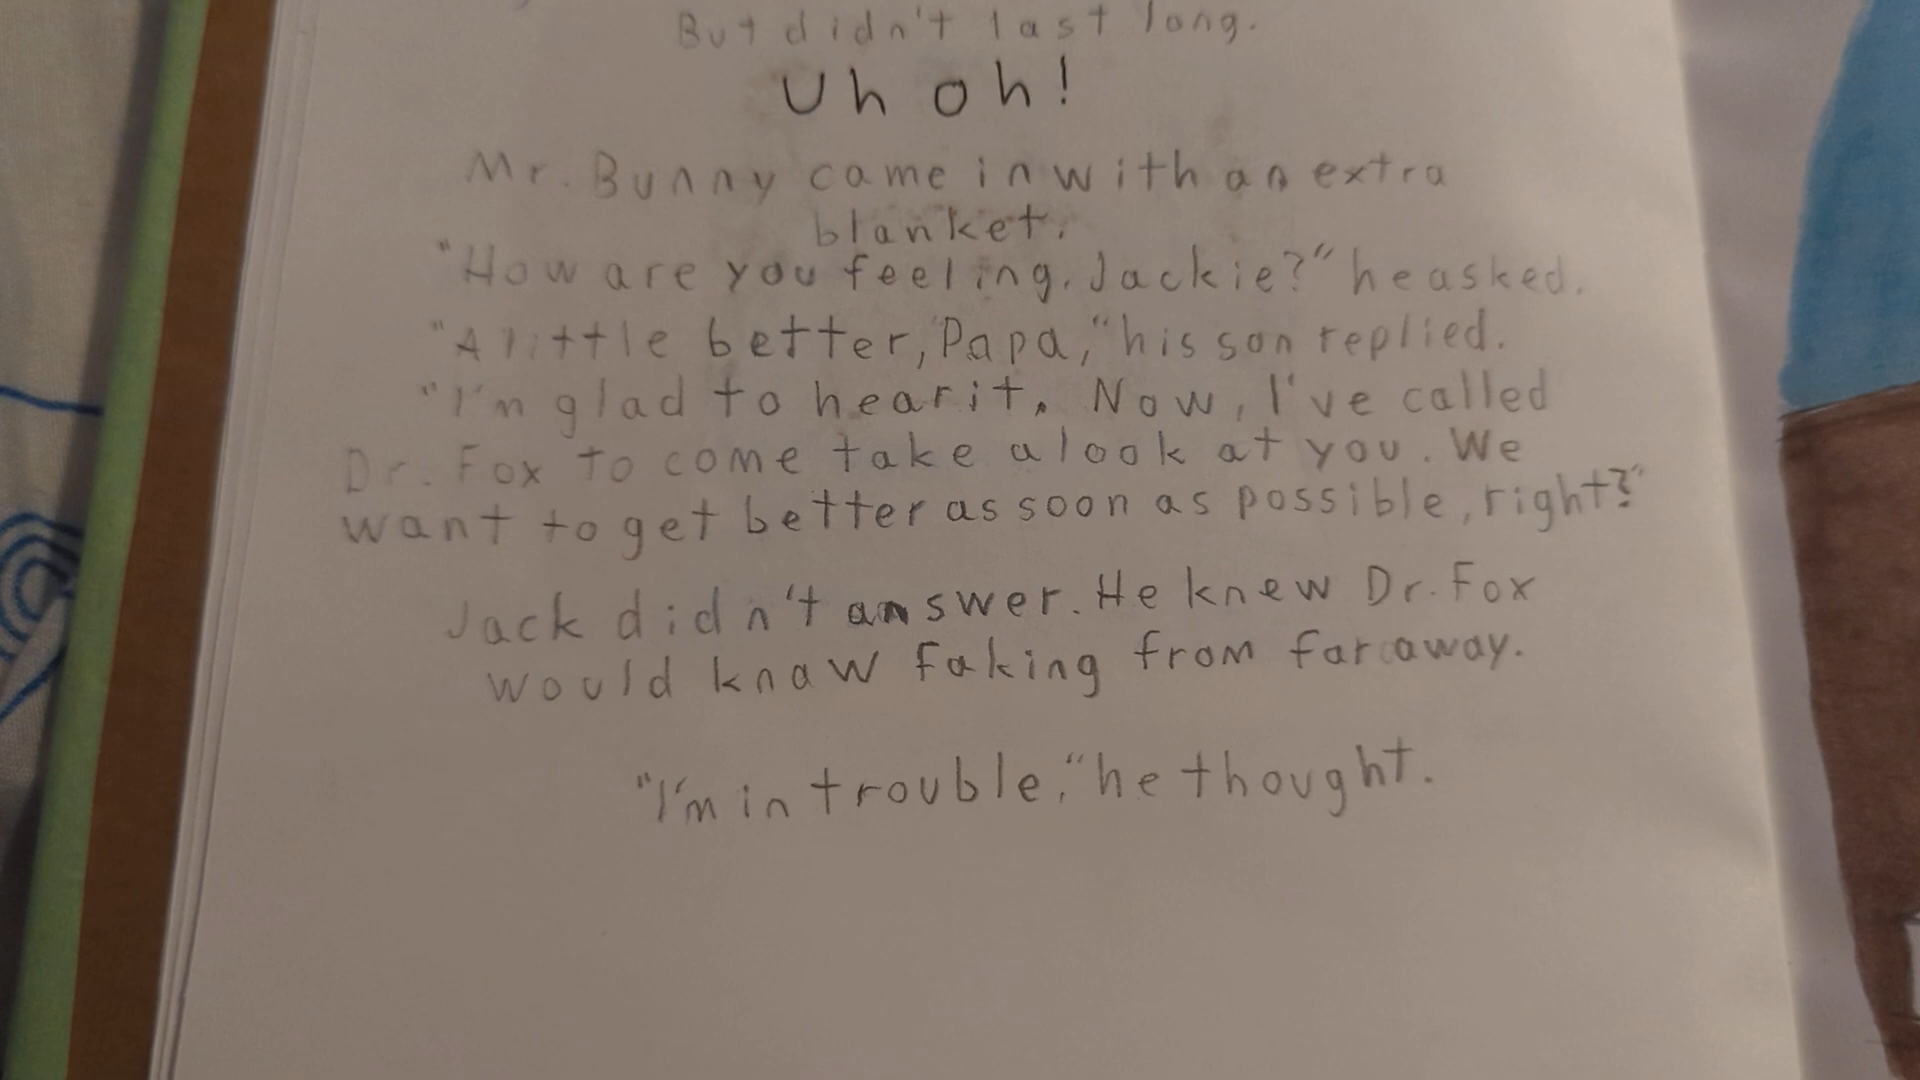 But didn't last long.
Uh oh!
Mr. Bunny came in with an extra
blanket.
"How are you feeling, Jackie?" he asked.
"A little better, Papa," his son replied.
"I'm glad to hear it. Now, I've called
Dr. Fox to come take a look at you. We
want to get better as soon as possible, right?"
Jack didn't answer. He knew Dr. Fox
would knaw faking from far away.
"I'm in trouble," he thought.